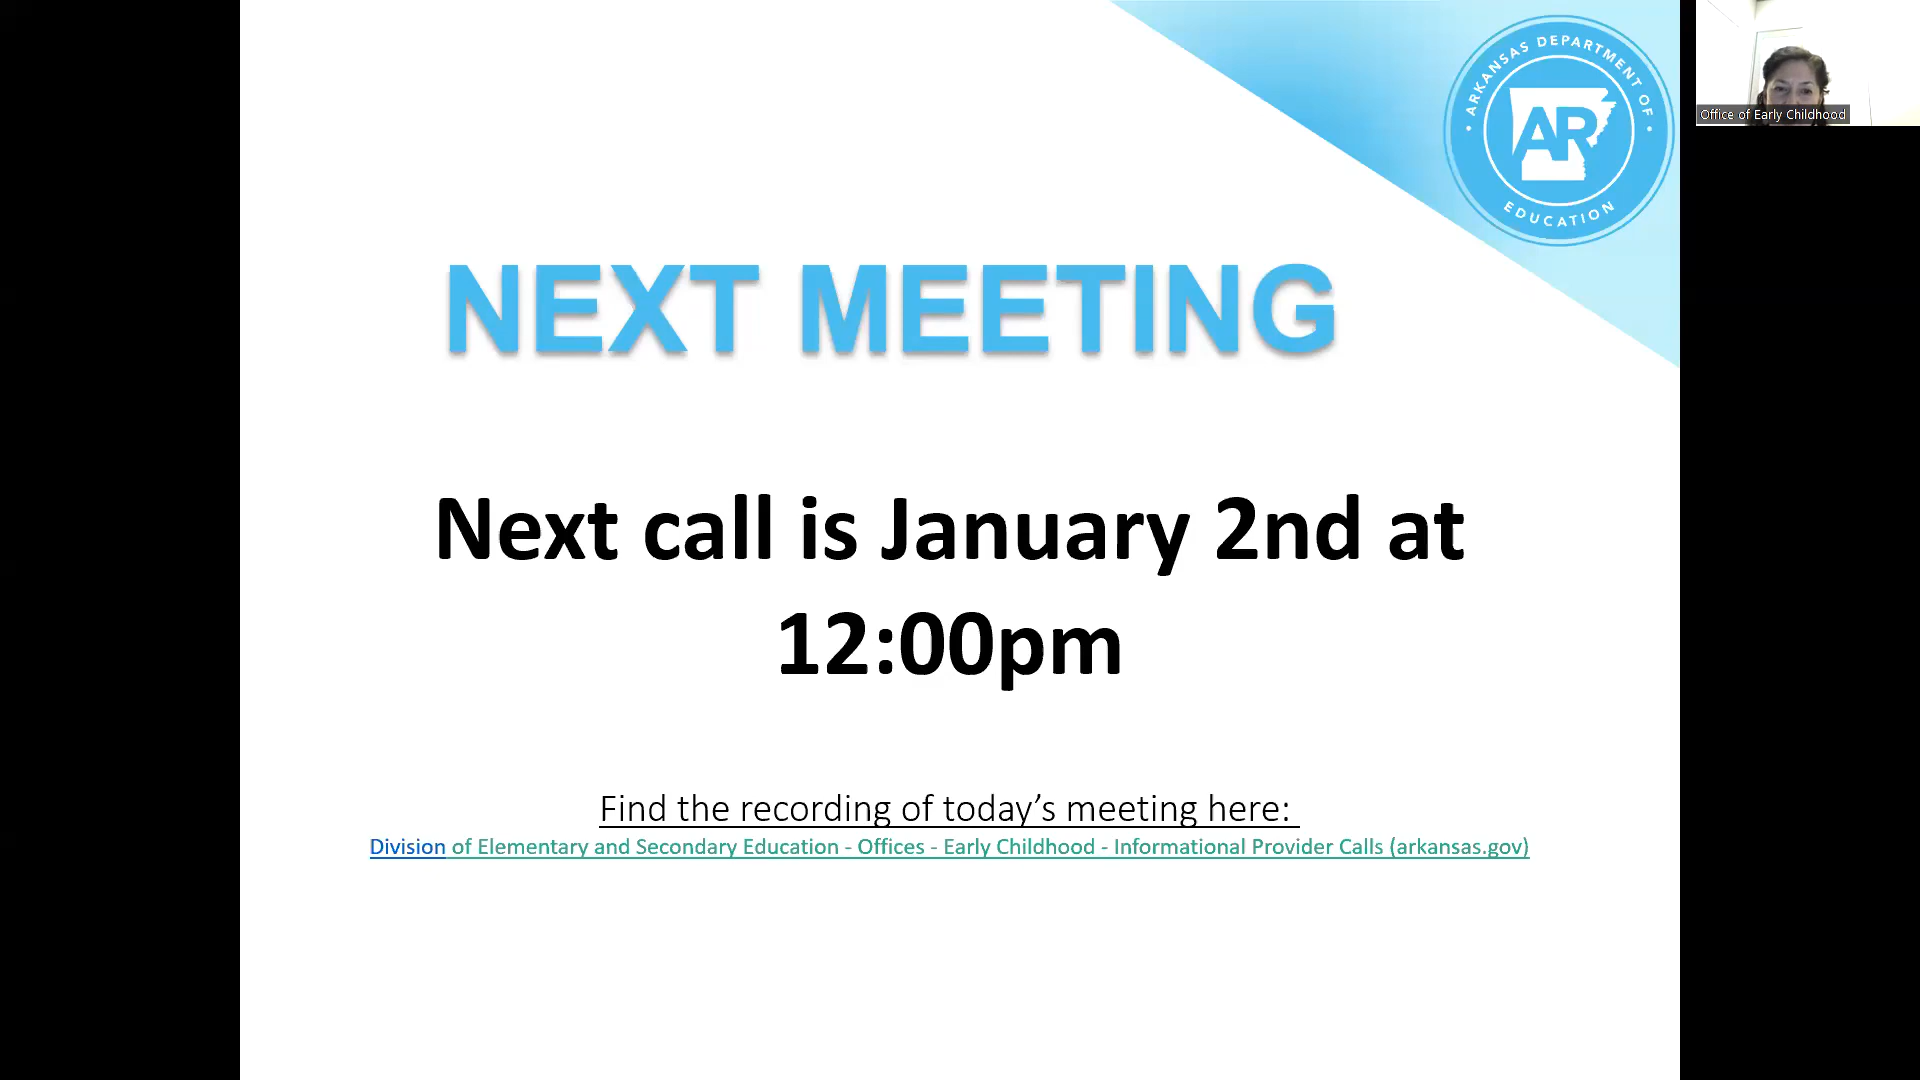 ARKANSAS DEPARTMENT OF
AR
EDUCATION
Office of Early Childhood
NEXT MEETING
Next call is January 2nd at
12:00pm
Find the recording of today’s meeting here:
Division of Elementary and Secondary Education - Offices - Early Childhood - Informational Provider Calls (arkansas.gov)